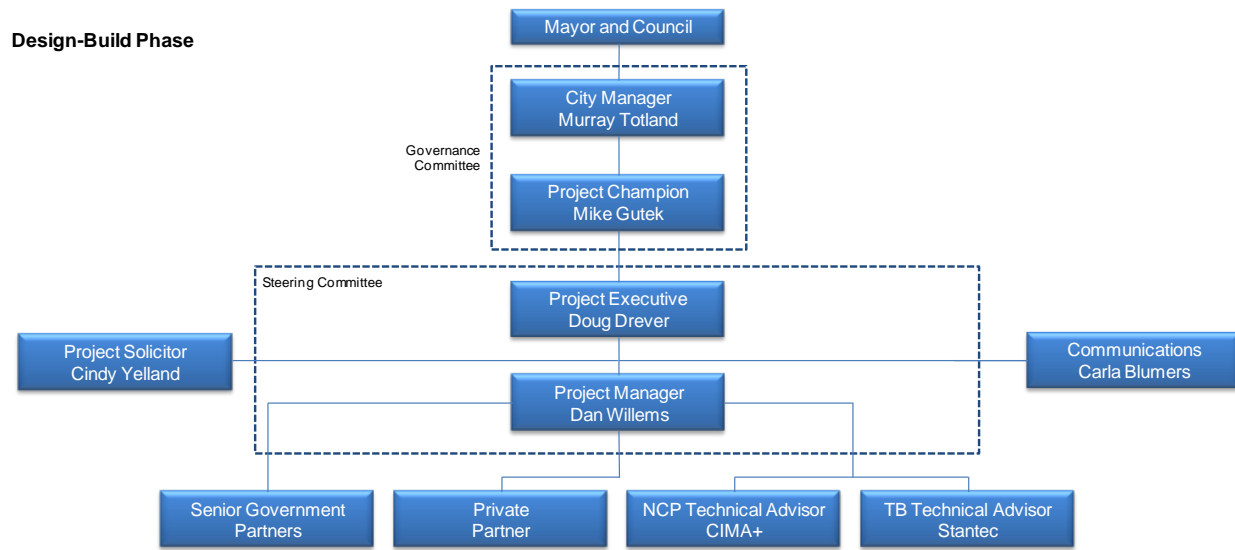 Design-Build Phase
Mayor and Council
City Manager
Murray Totland
Governance
Committee
Project Champion
Mike Gutek
Steering Committee
Project Executive
Doug Drever
Project Solicitor
Cindy Yelland
Communications
Carla Blumers
Project Manager
Dan Willems
Senior Government
Partners
Private
Partner
NCP Technical Advisor
CIMA+
TB Technical Advisor
Stantec